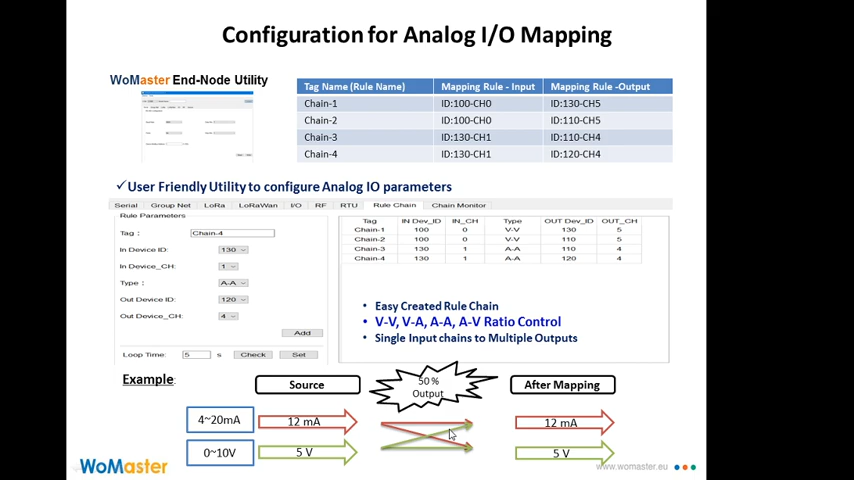 Configuration for Analog I/O Mapping
WoMaster End-Node Utility
Tag Name (Rule Name) Mapping Rule - Input Mapping Rule -Output
Chain-1 ID:100-CH0 ID:130-CH5
Chain-2 ID:100-CH0 ID:110-CH5
Chain-3 ID:130-CH1 ID:110-CH4
Chain-4 ID:130-CH1 ID:120-CH4
✓User Friendly Utility to configure Analog IO parameters
Serial Group Net LoRa LoRaWan I/O RF RTU Rule Chain Chain Monitor
Rule Parameters
Tag : Chain-4
In Device ID: 130
In Device_CH: 1
Type : A-A
Out Device ID: 120
Out Device_CH: 4
Add
Loop Time: 5 s Check Set
Tag IN Dev_ID IN_CH Type OUT Dev_ID OUT_CH
Chain-1 100 0 V-V 130 5
Chain-2 100 0 V-V 110 5
Chain-3 130 1 A-A 110 4
Chain-4 130 1 A-A 120 4
• Easy Created Rule Chain
• V-V, V-A, A-A, A-V Ratio Control
• Single Input chains to Multiple Outputs
Example:
Source
50 %
Output
After Mapping
4~20mA 12 mA 12 mA
0~10V 5 V 5 V
WoMaster
www.womaster.eu